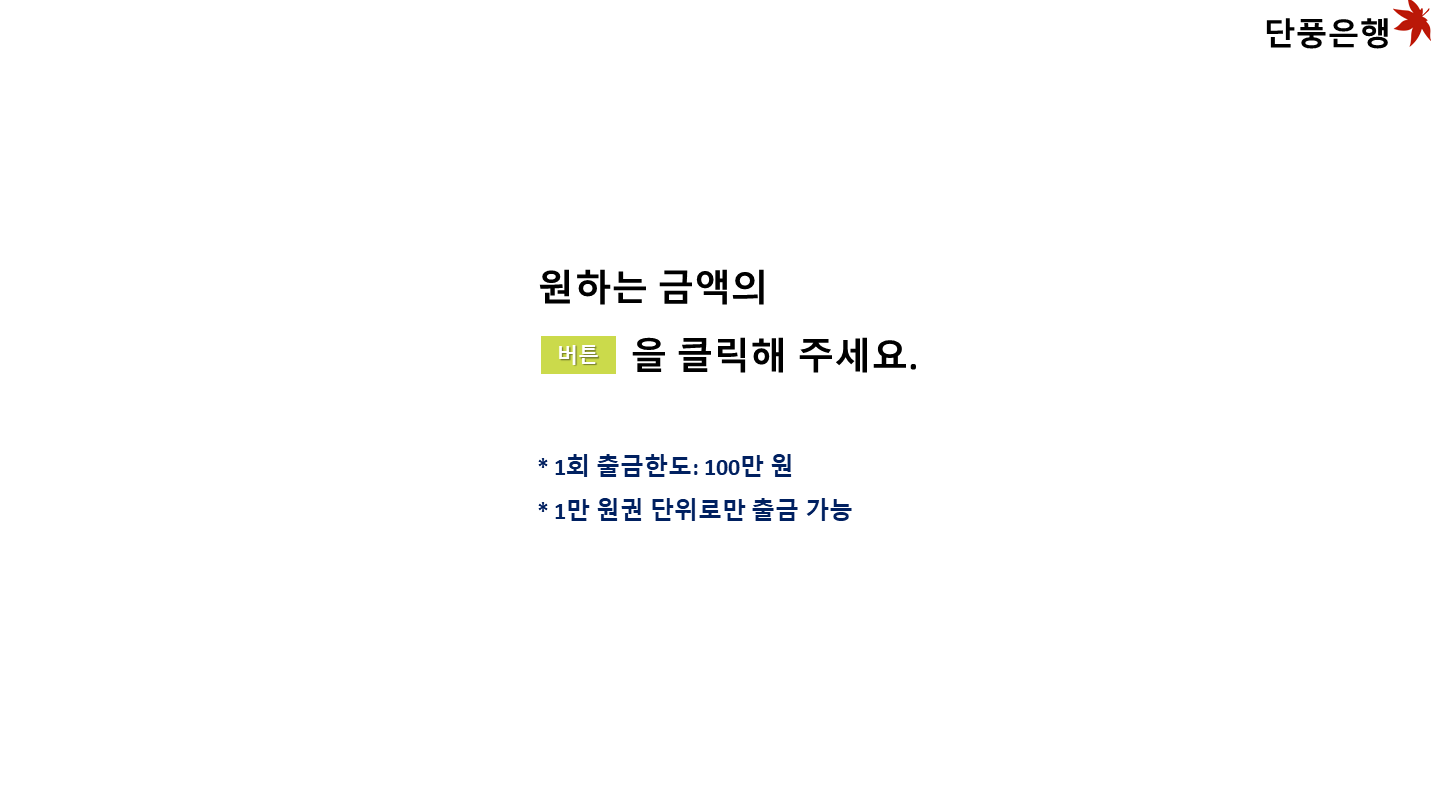 단풍은행
원하는 금액의
버튼 을 클릭해 주세요.
* 1회 출금한도: 100만 원
* 1만 원권 단위로만 출금 가능